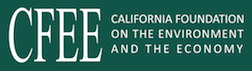 CFEE
CALIFORNIA FOUNDATION
ON THE ENVIRONMENT
AND THE ECONOMY